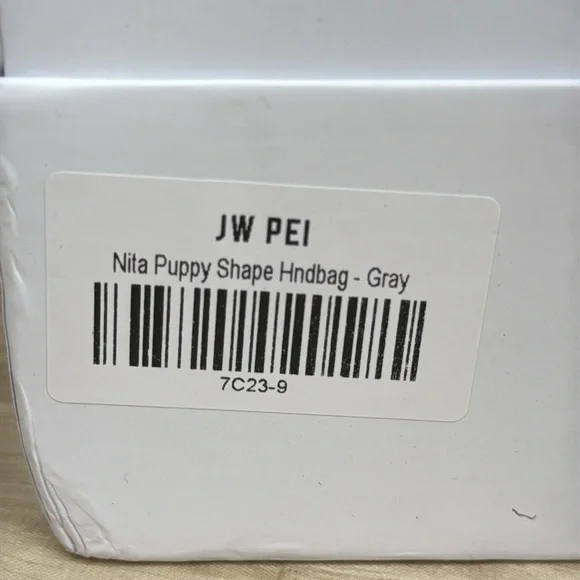 JW PEI
Nita Puppy Shape Hndbag - Gray
7C23-9